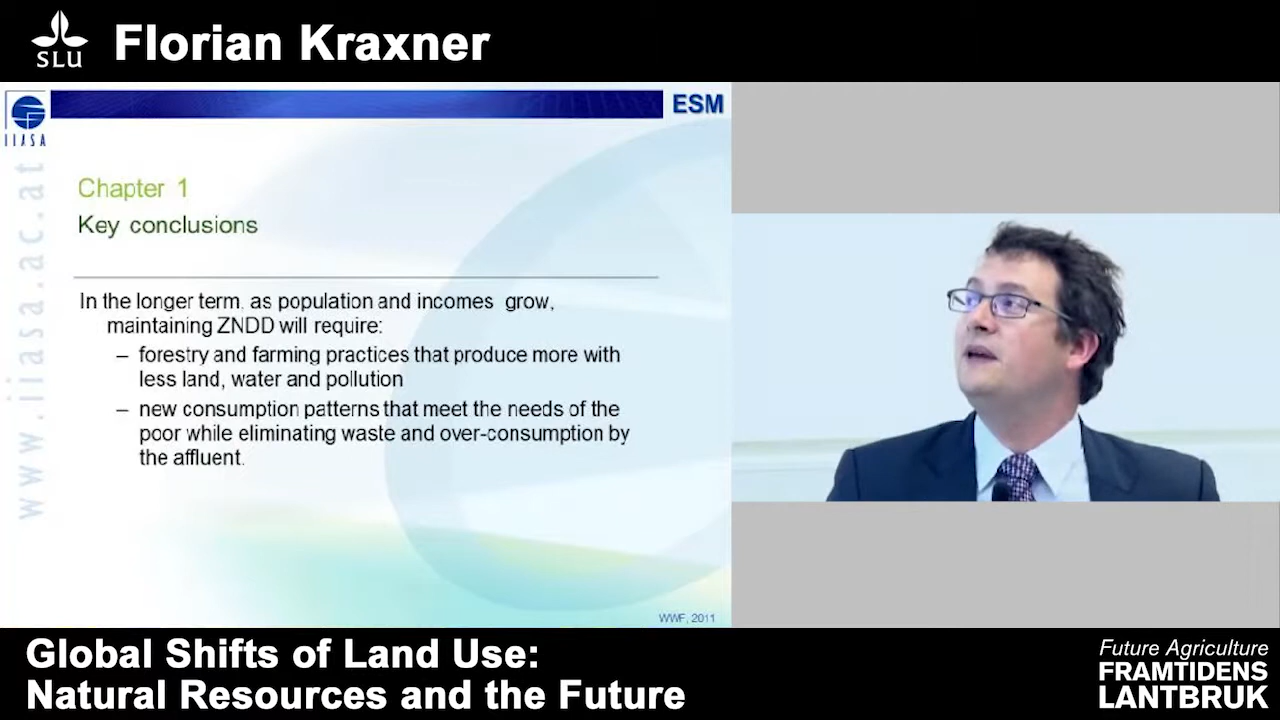 SLU
Florian Kraxner
IIASA
ESM
www.iiasa.ac.at
Chapter 1
Key conclusions
In the longer term, as population and incomes grow,
maintaining ZNDD will require:
– forestry and farming practices that produce more with
less land, water and pollution
– new consumption patterns that meet the needs of the
poor while eliminating waste and over-consumption by
the affluent.
WWF, 2011
Global Shifts of Land Use:
Natural Resources and the Future
Future Agriculture
FRAMTIDENS
LANTBRUK